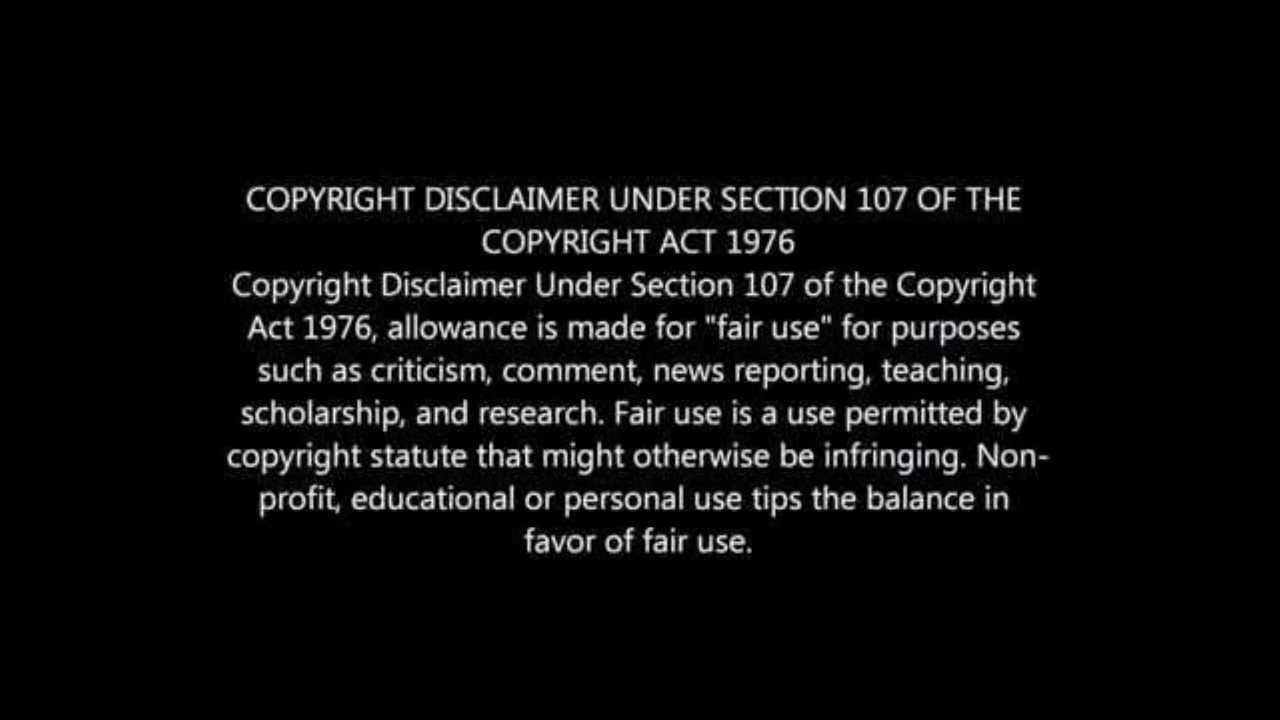 COPYRIGHT DISCLAIMER UNDER SECTION 107 OF THE
COPYRIGHT ACT 1976
Copyright Disclaimer Under Section 107 of the Copyright
Act 1976, allowance is made for "fair use" for purposes
such as criticism, comment, news reporting, teaching,
scholarship, and research. Fair use is a use permitted by
copyright statute that might otherwise be infringing. Non-
profit, educational or personal use tips the balance in
favor of fair use.